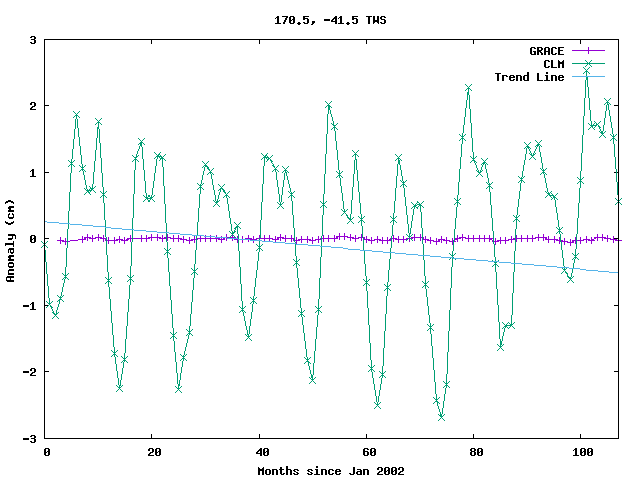 170.5, -41.5 TWS
GRACE
CLM
Trend Line
3
2
1
0
-1
-2
-3
Anomaly (cm)
0 20 40 60 80 100
Months since Jan 2002